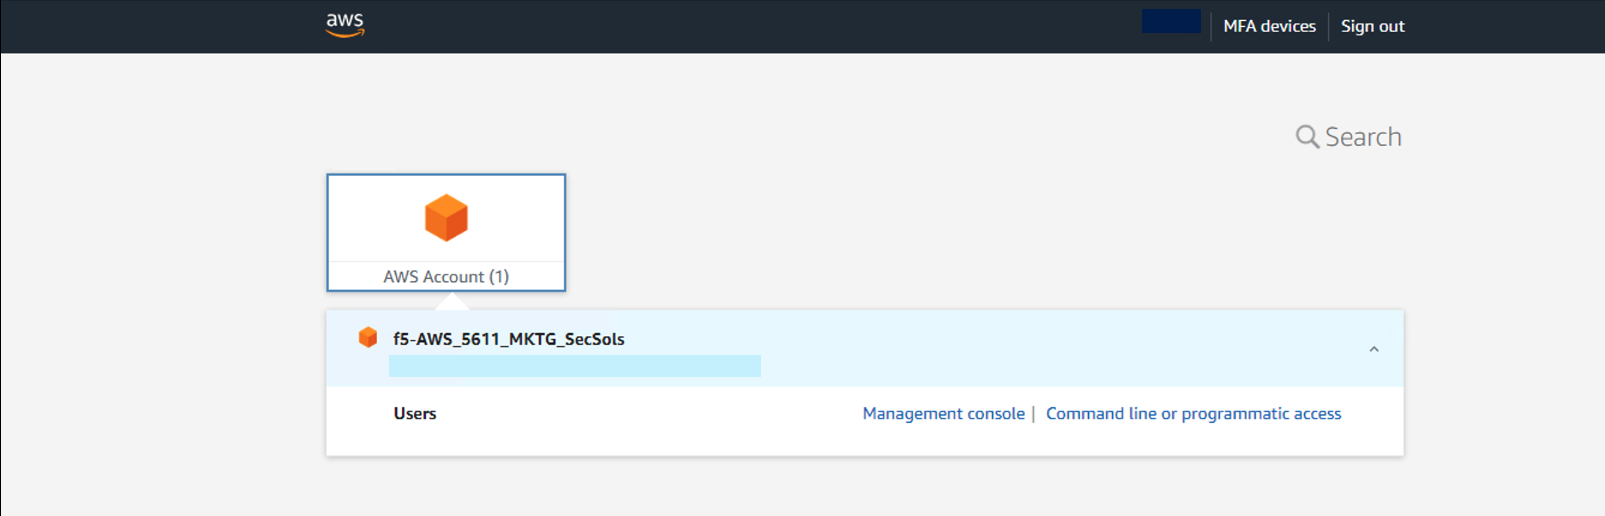 aws
MFA devices
Sign out
Search
AWS Account (1)
f5-AWS_5611_MKTG_SecSols
Users
Management console | Command line or programmatic access